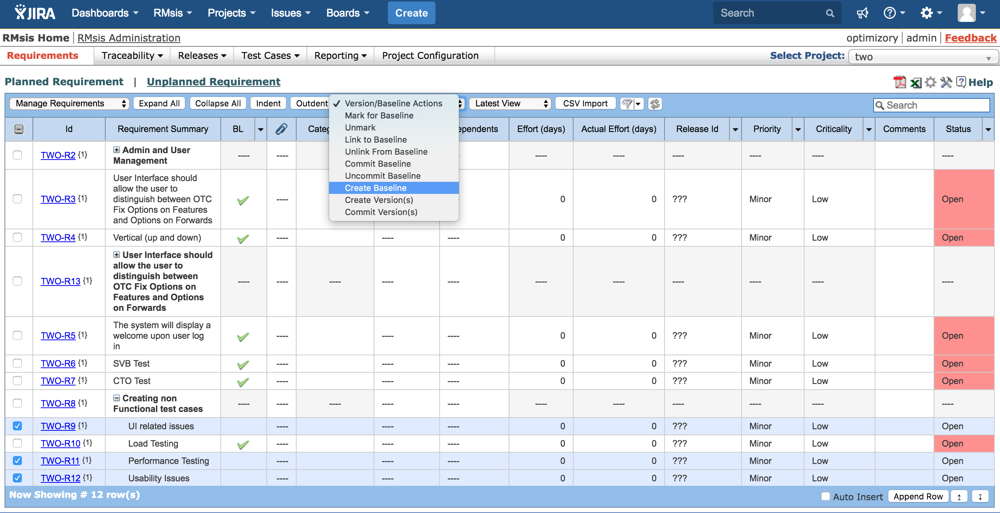 JIRA Dashboards RMsis Projects Issues Boards Create Search
RMsis Home RMsis Administration optimizory admin Feedback
Requirements Traceability Releases Test Cases Reporting Project Configuration Select Project: two
Planned Requirement | Unplanned Requirement Help
Manage Requirements Expand All Collapse All Indent Outdent ✓ Version/Baseline Actions Latest View CSV Import Search
Mark for Baseline
Unmark
Link to Baseline
Unlink From Baseline
Commit Baseline
Uncommit Baseline
Create Baseline
Create Version(s)
Commit Version(s)
Id Requirement Summary BL Categ ependents Effort (days) Actual Effort (days) Release Id Priority Criticality Comments Status
TWO-R2 {1} Admin and User ---- ---- ---- ---- ---- ---- ---- ----
Management
User Interface should
allow the user to
TWO-R3 {1} distinguish between OTC ---- 0 0 ??? Minor Low Open
Fix Options on Features
and Options on Forwards
TWO-R4 {1} Vertical (up and down) ---- ---- ---- 0 0 ??? Minor Low Open
User Interface should
allow the user to
distinguish between
TWO-R13 {1} OTC Fix Options on ---- ---- ---- ---- ---- ---- ---- ---- ---- ---- ----
Features and Options
on Forwards
The system will display a
TWO-R5 {1} welcome upon user log ---- ---- ---- 0 0 ??? Minor Low Open
in
TWO-R6 {1} SVB Test ---- ---- ---- 0 0 ??? Minor Low Open
TWO-R7 {1} CTO Test ---- ---- ---- 0 0 ??? Minor Low Open
TWO-R8 {1} Creating non ---- ---- ---- ---- ---- ---- ---- ---- ---- ---- ----
Functional test cases
TWO-R9 {1} UI related issues ---- ---- ---- 0 0 ??? Minor Low Open
TWO-R10 {1} Load Testing ---- ---- ---- 0 0 ??? Minor Low Open
TWO-R11 {1} Performance Testing ---- ---- ---- 0 0 ??? Minor Low Open
TWO-R12 {1} Usability Issues ---- ---- ---- 0 0 ??? Minor Low Open
Now Showing # 12 row(s) Auto Insert Append Row